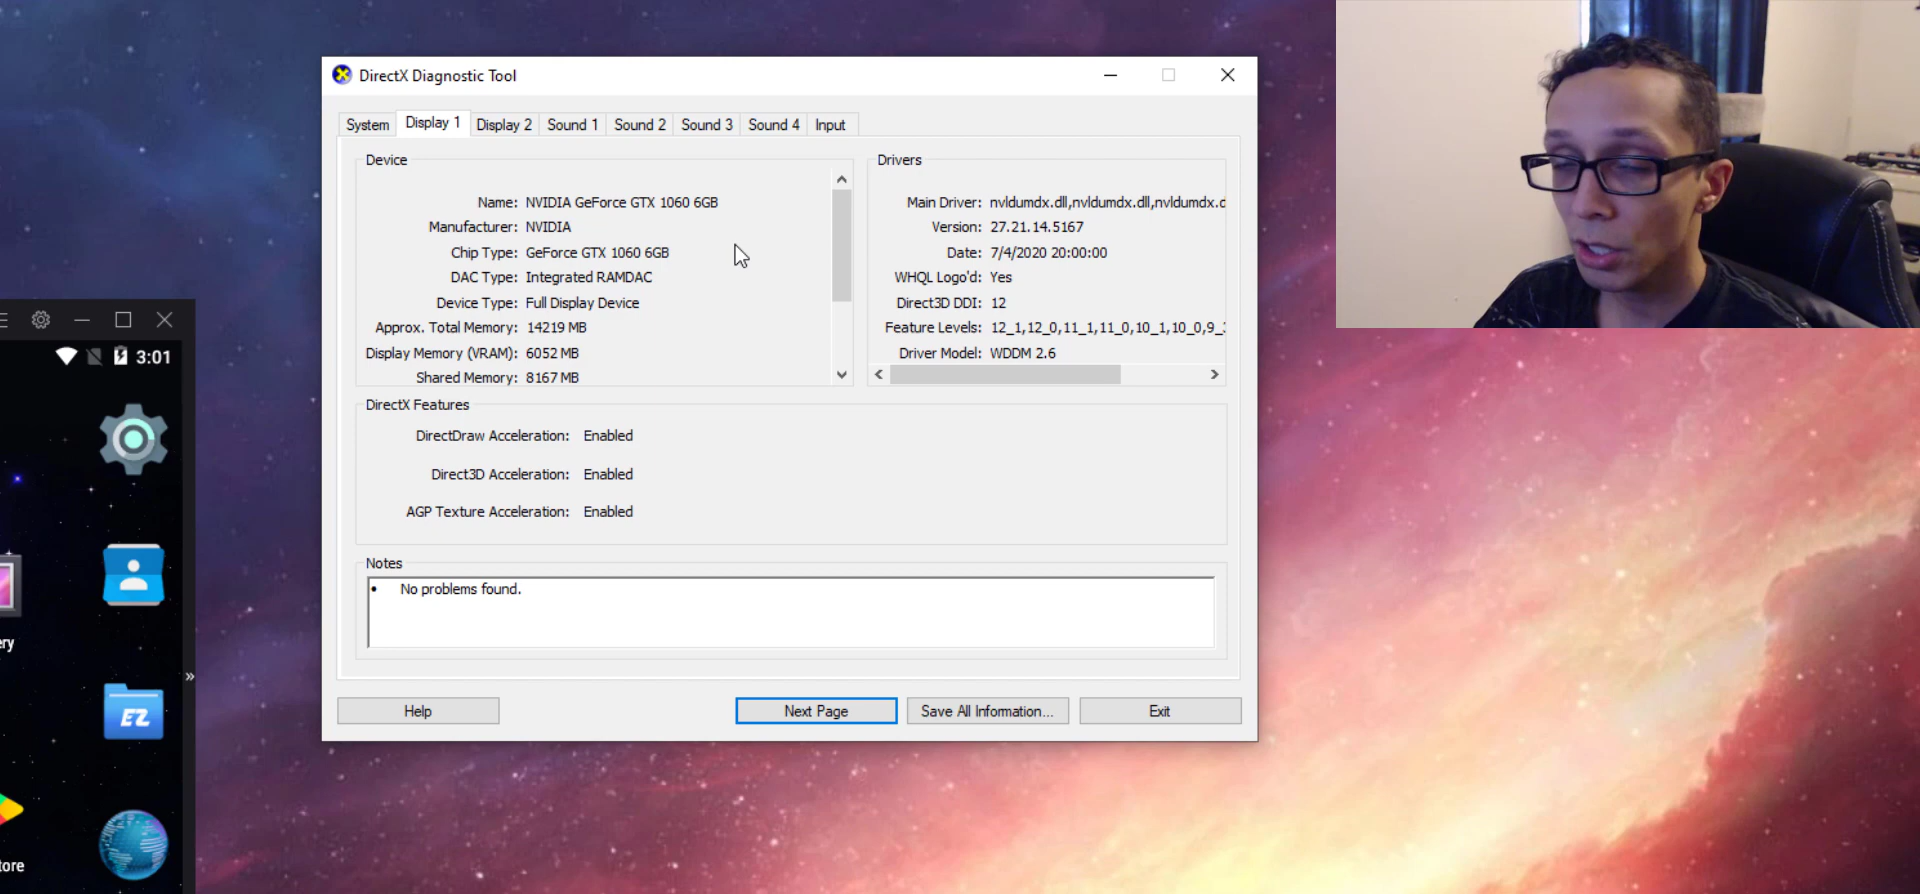 DirectX Diagnostic Tool
System Display 1 Display 2 Sound 1 Sound 2 Sound 3 Sound 4 Input
Device
Name: NVIDIA GeForce GTX 1060 6GB
Manufacturer: NVIDIA
Chip Type: GeForce GTX 1060 6GB
DAC Type: Integrated RAMDAC
Device Type: Full Display Device
Approx. Total Memory: 14219 MB
Display Memory (VRAM): 6052 MB
Shared Memory: 8167 MB
Drivers
Main Driver: nvldumdx.dll,nvldumdx.dll,nvldumdx.d
Version: 27.21.14.5167
Date: 7/4/2020 20:00:00
WHQL Logo'd: Yes
Direct3D DDI: 12
Feature Levels: 12_1,12_0,11_1,11_0,10_1,10_0,9_
Driver Model: WDDM 2.6
DirectX Features
DirectDraw Acceleration: Enabled
Direct3D Acceleration: Enabled
AGP Texture Acceleration: Enabled
Notes
• No problems found.
Help Next Page Save All Information... Exit
3:01
ery
EZ
tore